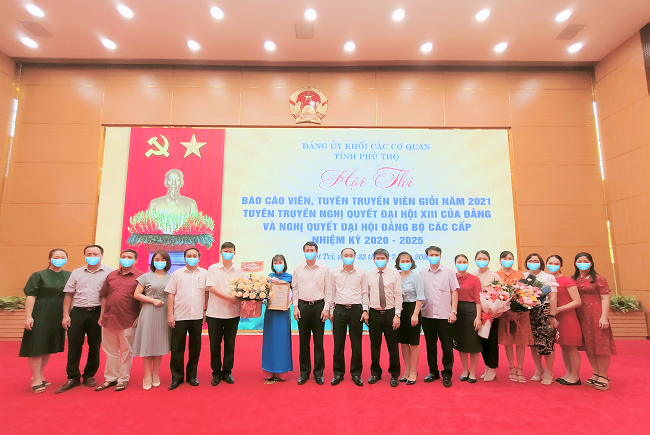 ĐẢNG ỦY KHỐI CÁC CƠ QUAN
TỈNH PHÚ THỌ
Hội Thi
BÁO CÁO VIÊN, TUYÊN TRUYỀN VIÊN GIỎI NĂM 2021
TUYÊN TRUYỀN NGHỊ QUYẾT ĐẠI HỘI XIII CỦA ĐẢNG
VÀ NGHỊ QUYẾT ĐẠI HỘI ĐẢNG BỘ CÁC CẤP
NHIỆM KỲ 2020 - 2025